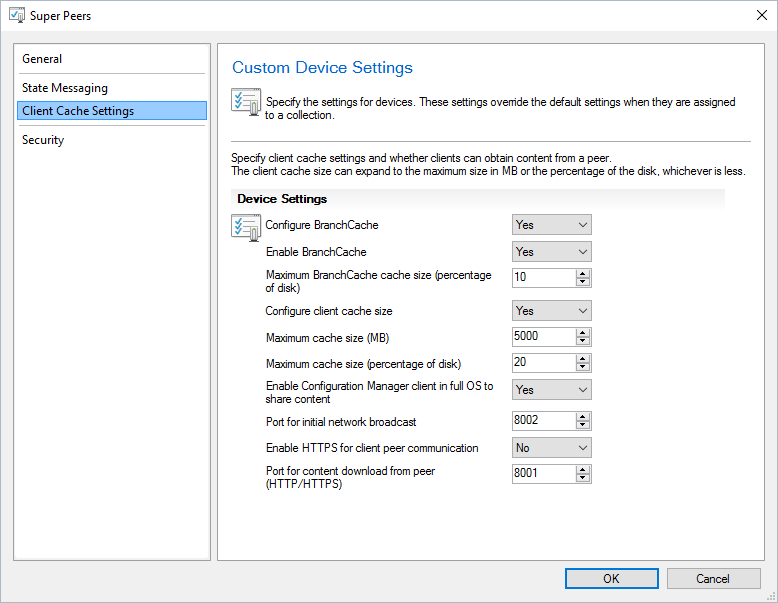 Super Peers
General
State Messaging
Client Cache Settings
Security
Custom Device Settings
Specify the settings for devices. These settings override the default settings when they are assigned
to a collection.
Specify client cache settings and whether clients can obtain content from a peer.
The client cache size can expand to the maximum size in MB or the percentage of the disk, whichever is less.
Device Settings
Configure BranchCache Yes
Enable BranchCache Yes
Maximum BranchCache cache size (percentage
of disk) 10
Configure client cache size Yes
Maximum cache size (MB) 5000
Maximum cache size (percentage of disk) 20
Enable Configuration Manager client in full OS to
share content Yes
Port for initial network broadcast 8002
Enable HTTPS for client peer communication No
Port for content download from peer
(HTTP/HTTPS) 8001
OK Cancel